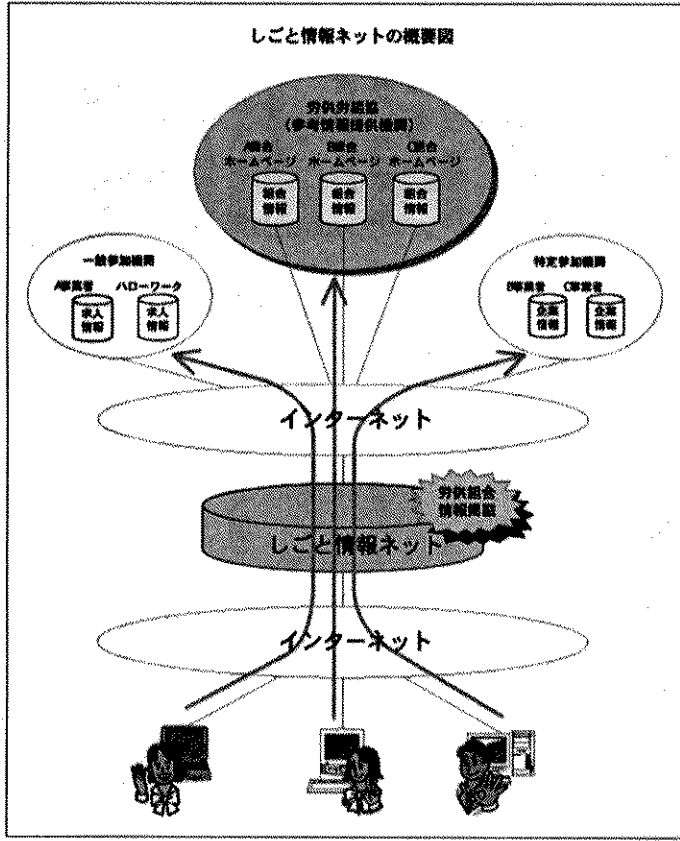 しごと情報ネットの概要図
労供労組協
(参考情報提供機関)
A組合
ホームページ
B組合
ホームページ
C組合
ホームページ
組合
情報
組合
情報
組合
情報
一般参加機関
A事業者
ハローワーク
求人
情報
求人
情報
特定参加機関
B事業者
C事業者
企業
情報
企業
情報
インターネット
労供組合
情報
しごと情報ネット
インターネット